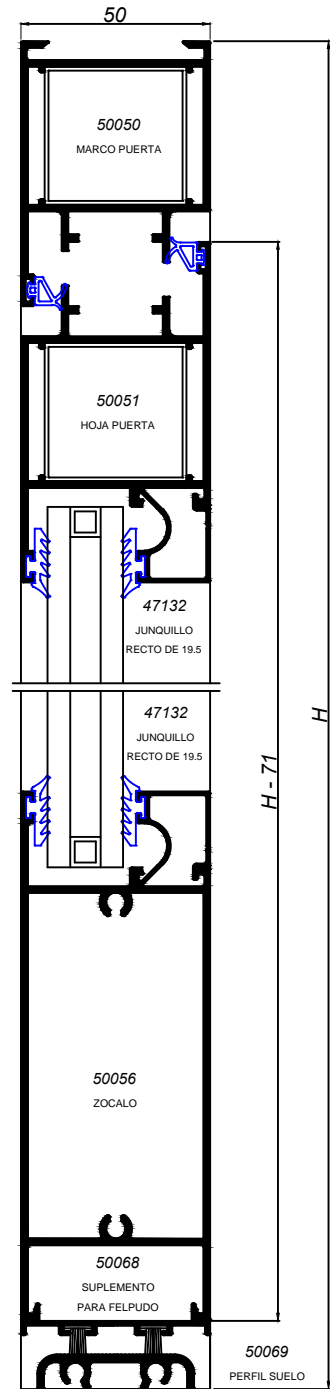 50
50050
MARCO PUERTA
50051
HOJA PUERTA
47132
JUNQUILLO
RECTO DE 19.5
47132
JUNQUILLO
RECTO DE 19.5
H - 71
H
50056
ZOCALO
50068
SUPLEMENTO
PARA FELPUDO
50069
PERFIL SUELO